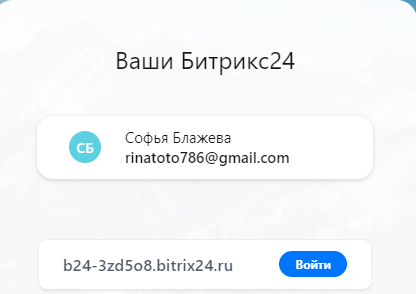 Ваши Битрикс24
СБ
Софья Блажева
rinatoto786@gmail.com
b24-3zd5o8.bitrix24.ru
Войти